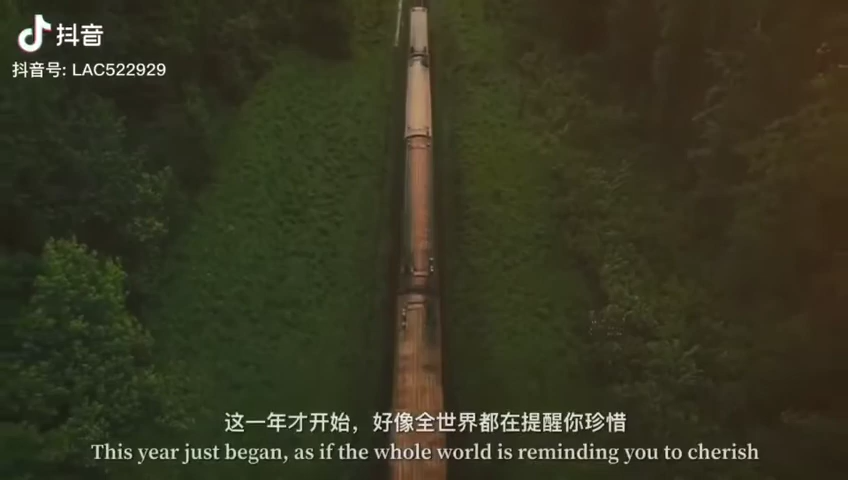 抖音
抖音号: LAC522929
这一年才开始，好像全世界都在提醒你珍惜
This year just began, as if the whole world is reminding you to cherish